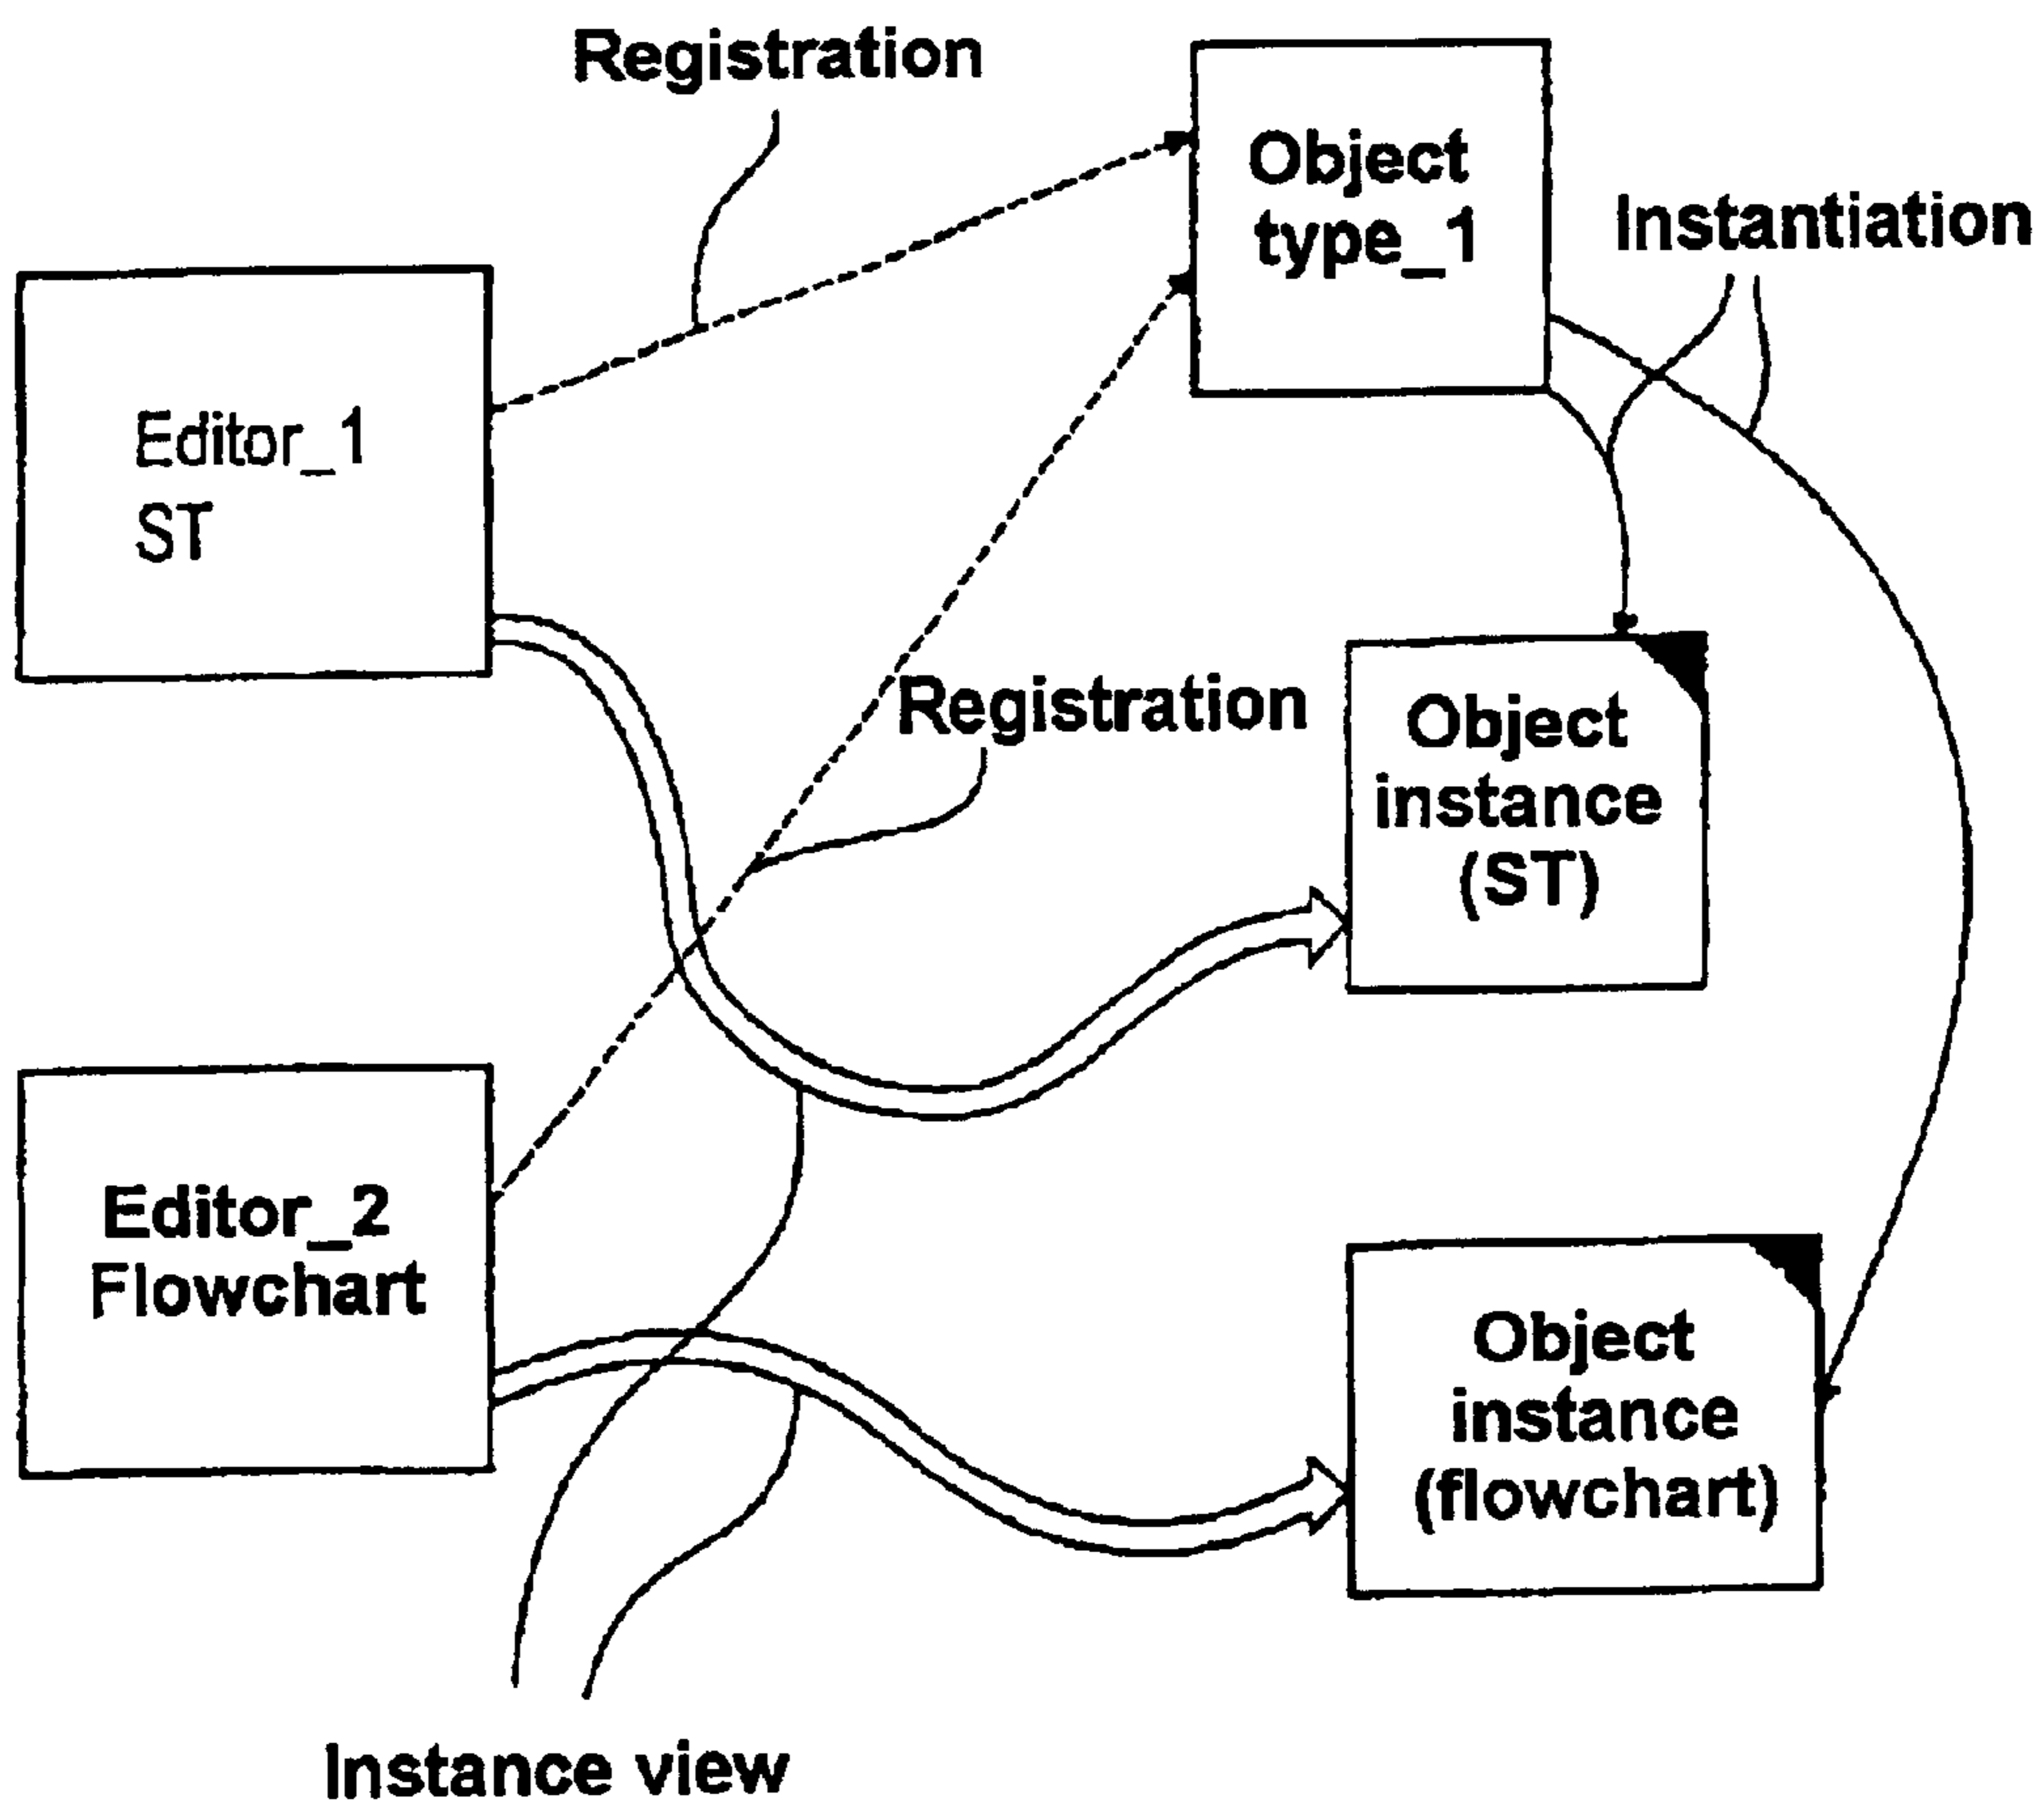 Registration
Object
type_1
Instantiation
Editor_1
ST
Registration
Object
instance
(ST)
Editor_2
Flowchart
Object
instance
(flowchart)
Instance view